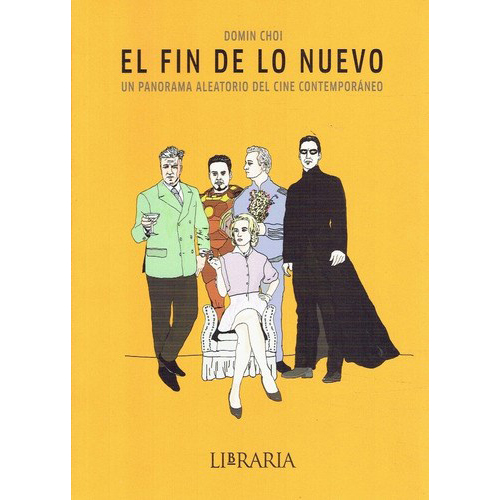 DOMIN CHOI
EL FIN DE LO NUEVO
UN PANORAMA ALEATORIO DEL CINE CONTEMPORÁNEO
LIBRARIA